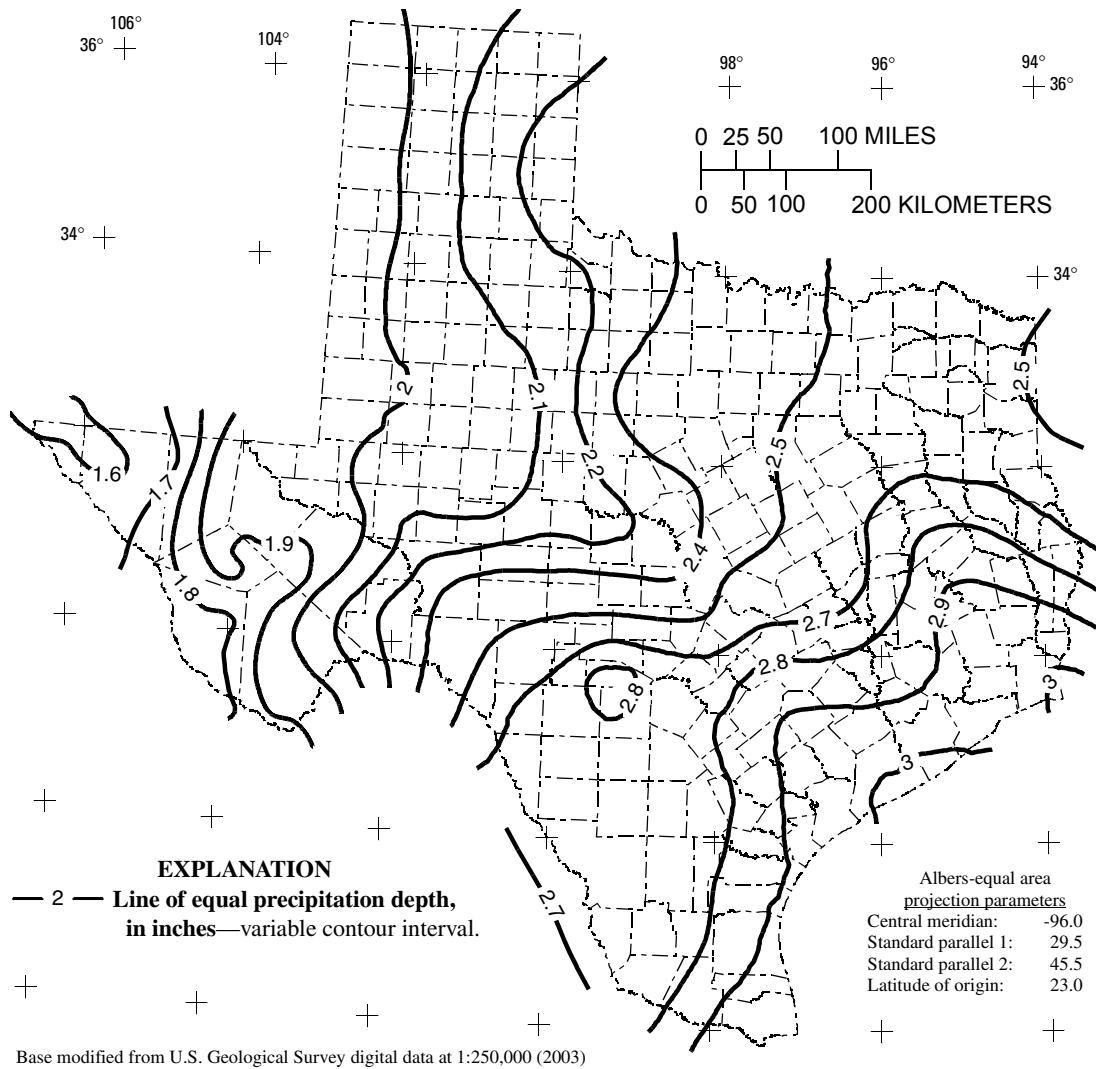 106°
36°
104°
98°
96°
94°
36°
0 25 50 100 MILES
0 50 100 200 KILOMETERS
34°
34°
2
2.1
2.5
2.2
2.5
1.6
1.7
1.9
1.8
2.4
2.7
2.9
2.8
2.8
3
3
2.7
EXPLANATION
2 Line of equal precipitation depth,
in inches—variable contour interval.
Albers-equal area
projection parameters
Central meridian: -96.0
Standard parallel 1: 29.5
Standard parallel 2: 45.5
Latitude of origin: 23.0
Base modified from U.S. Geological Survey digital data at 1:250,000 (2003)